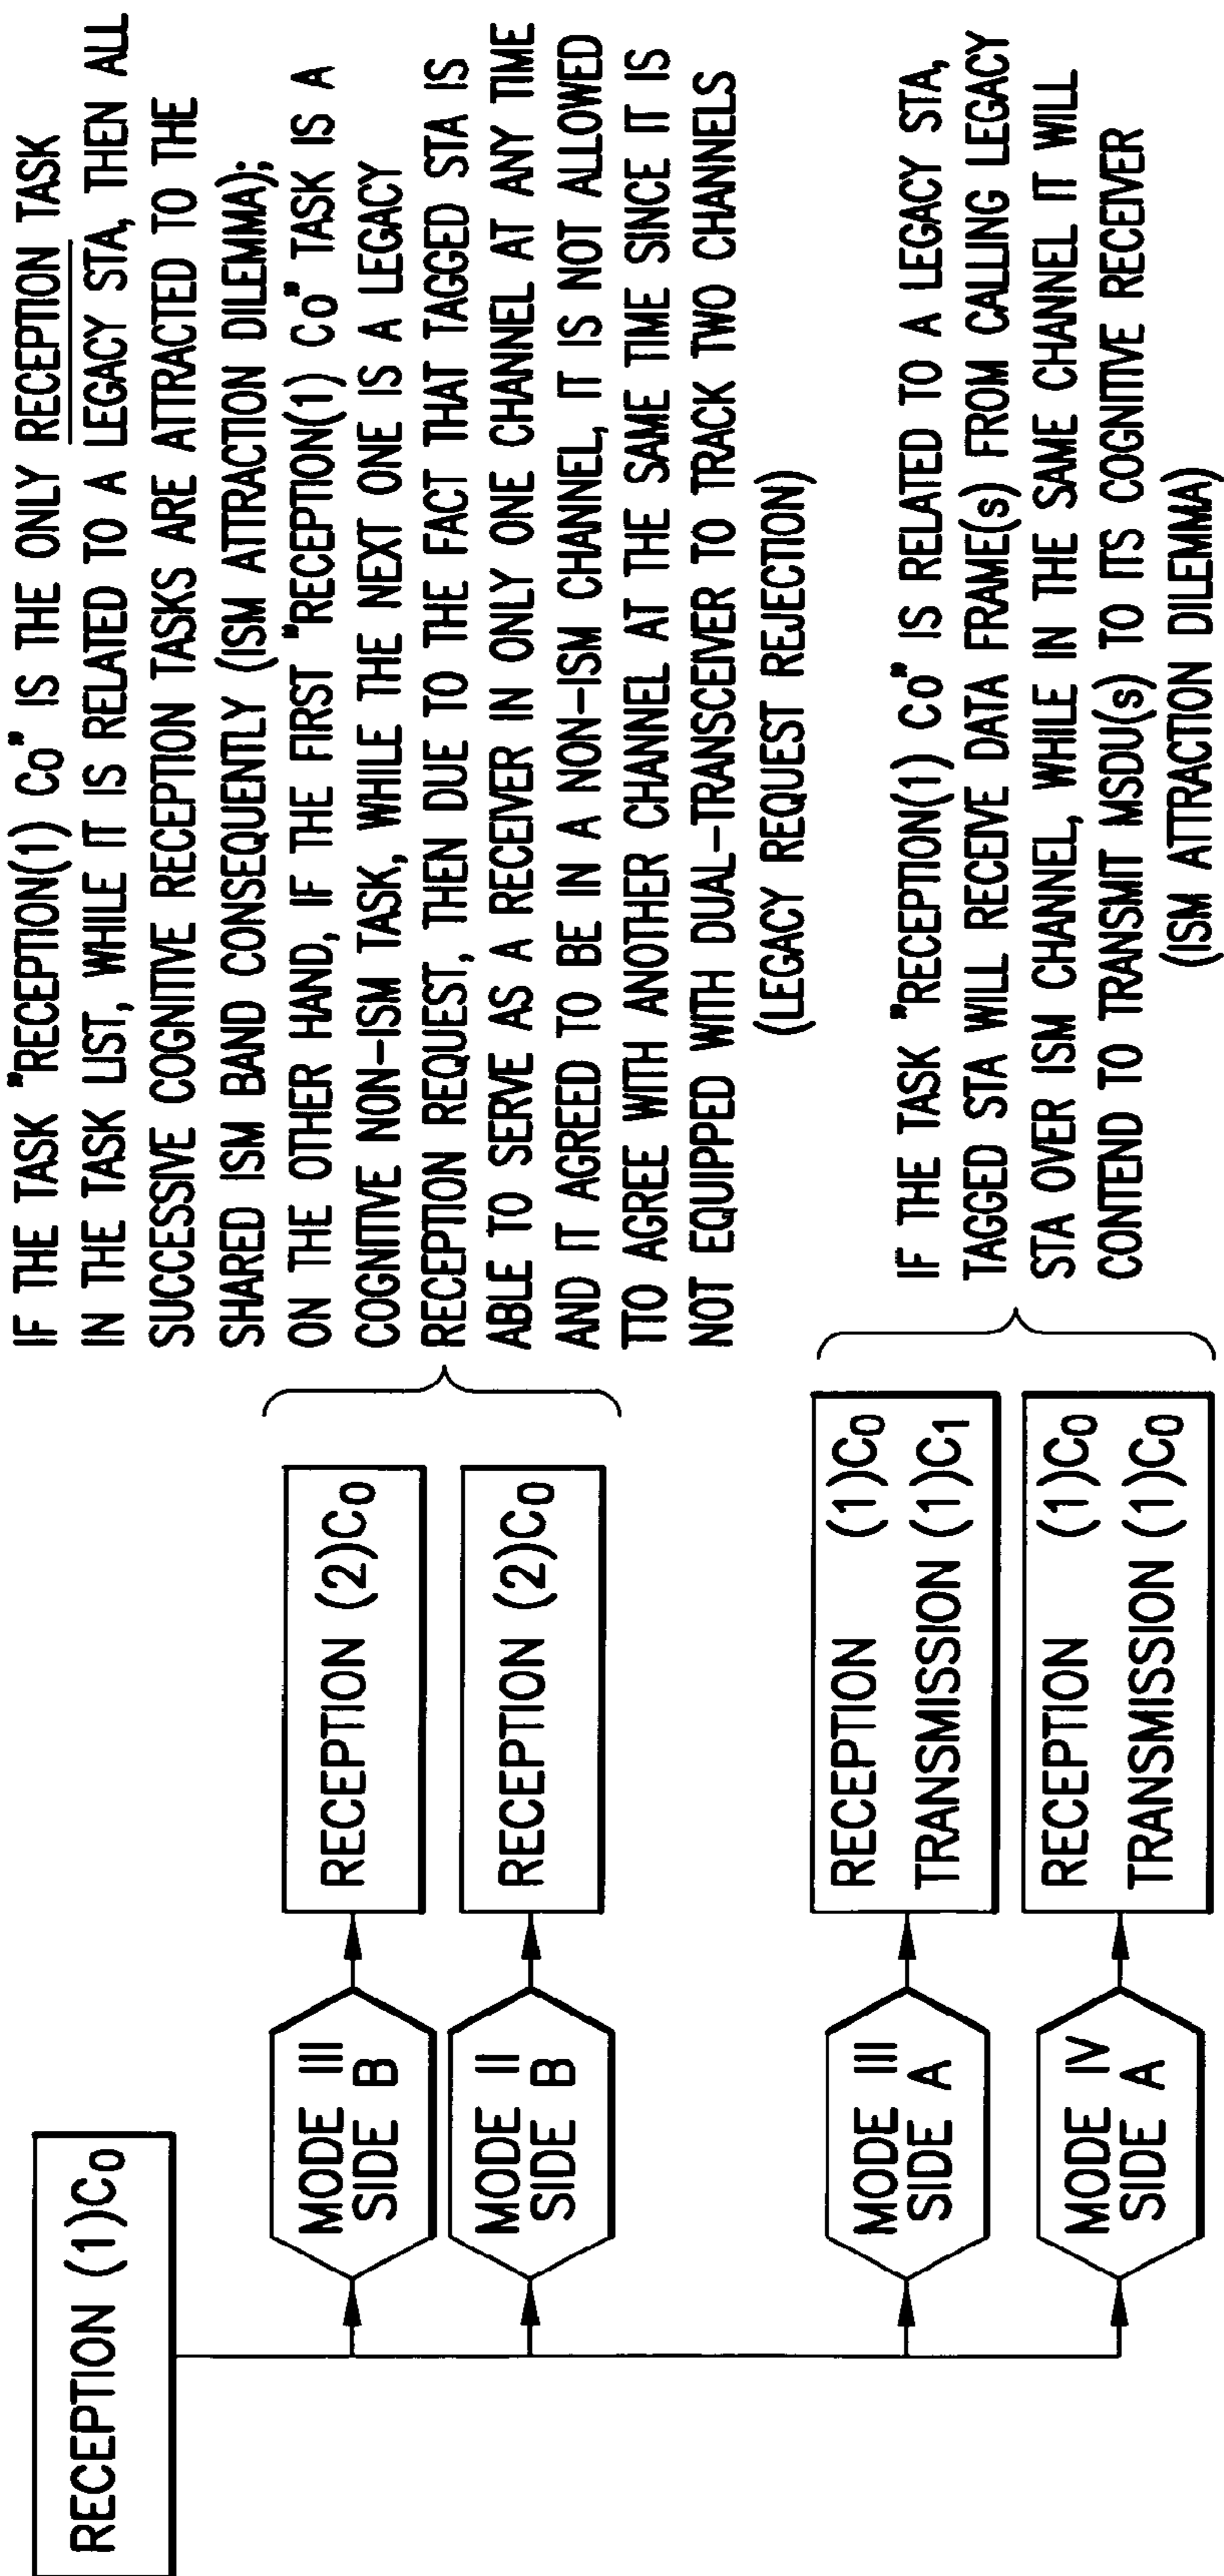 RECEPTION (1)C0
MODE III
SIDE B
RECEPTION (2)C0
MODE II
SIDE B
RECEPTION (2)C0
IF THE TASK "RECEPTION(1) Co" IS THE ONLY RECEPTION TASK
IN THE TASK LIST, WHILE IT IS RELATED TO A LEGACY STA, THEN ALL
SUCCESSIVE COGNITIVE RECEPTION TASKS ARE ATTRACTED TO THE
SHARED ISM BAND CONSEQUENTLY (ISM ATTRACTION DILEMMA);
ON THE OTHER HAND, IF THE FIRST "RECEPTION(1) Co" TASK IS A
COGNITIVE NON-ISM TASK, WHILE THE NEXT ONE IS A LEGACY
RECEPTION REQUEST, THEN DUE TO THE FACT THAT TAGGED STA IS
ABLE TO SERVE AS A RECEIVER IN ONLY ONE CHANNEL AT ANY TIME
AND IT AGREED TO BE IN A NON-ISM CHANNEL, IT IS NOT ALLOWED
TTO AGREE WITH ANOTHER CHANNEL AT THE SAME TIME SINCE IT IS
NOT EQUIPPED WITH DUAL-TRANSCEIVER TO TRACK TWO CHANNELS
(LEGACY REQUEST REJECTION)
MODE III
SIDE A
RECEPTION (1)C0
TRANSMISSION (1)C1
MODE IV
SIDE A
RECEPTION (1)C0
TRANSMISSION (1)C0
IF THE TASK "RECEPTION(1) Co" IS RELATED TO A LEGACY STA,
TAGGED STA WILL RECEIVE DATA FRAME(s) FROM CALLING LEGACY
STA OVER ISM CHANNEL, WHILE IN THE SAME CHANNEL IT WILL
CONTEND TO TRANSMIT MSDU(s) TO ITS COGNITIVE RECEIVER
(ISM ATTRACTION DILEMMA)